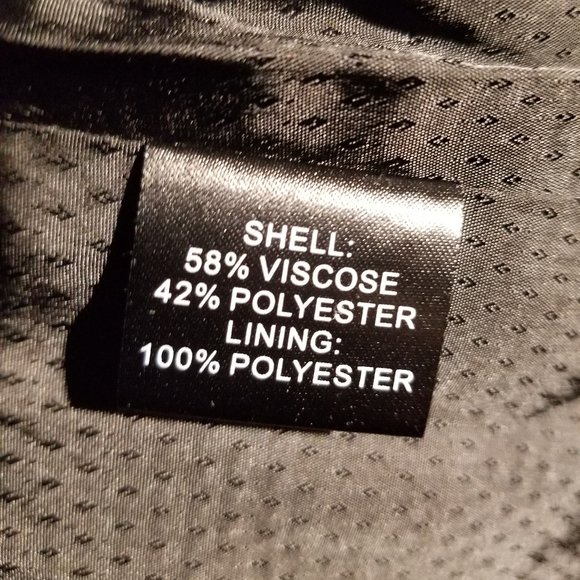 SHELL:
58% VISCOSE
42% POLYESTER
LINING:
100% POLYESTER